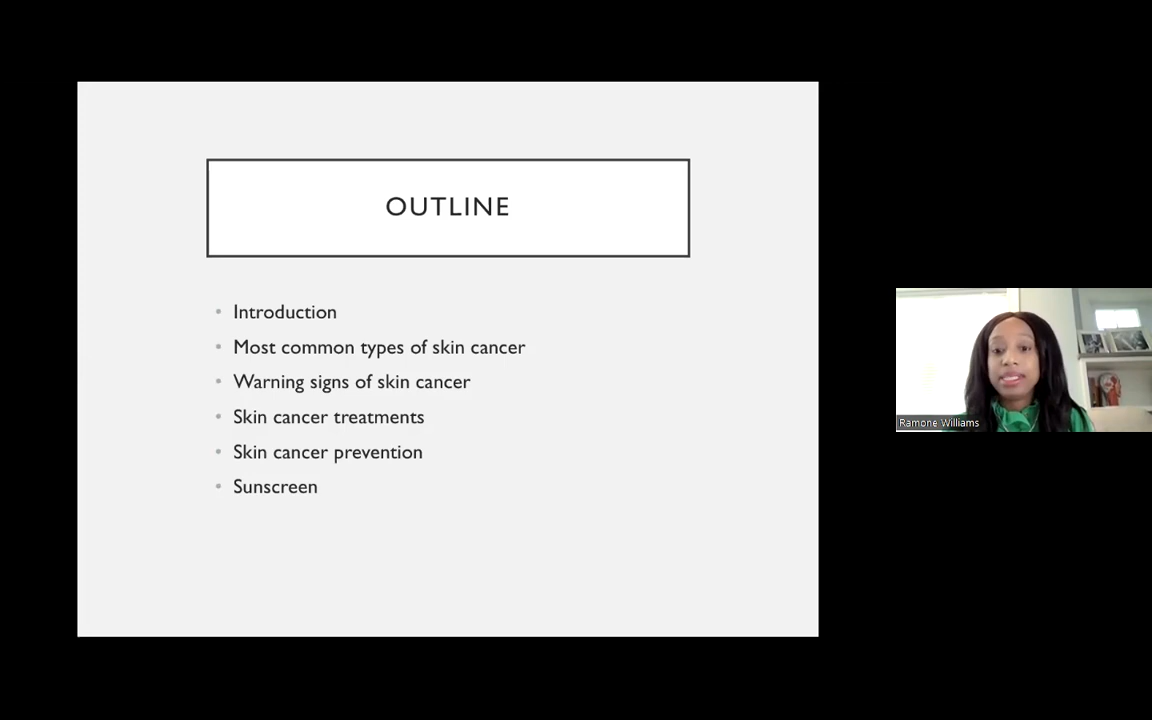 OUTLINE
Introduction
Most common types of skin cancer
Warning signs of skin cancer
Skin cancer treatments
Skin cancer prevention
Sunscreen
Ramone Williams